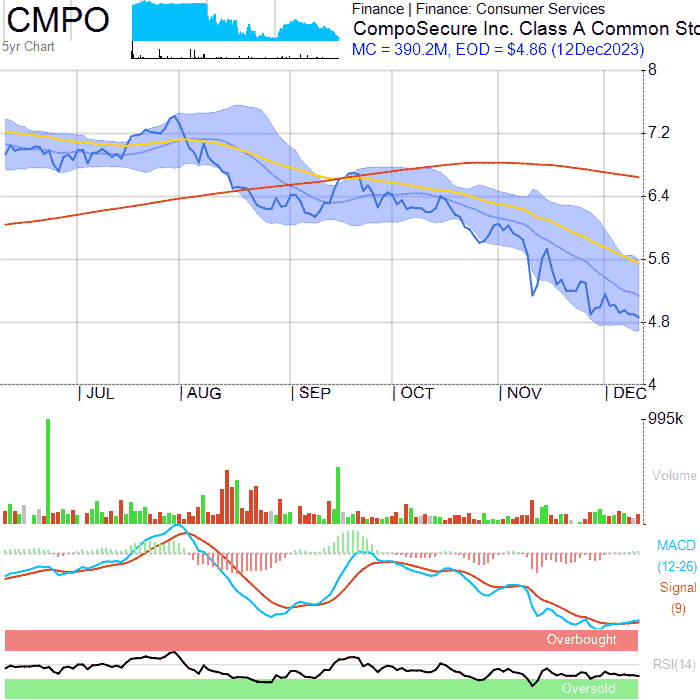 CMPO
5yr Chart
Finance | Finance: Consumer Services
CompoSecure Inc. Class A Common Sto
MC = 390.2M, EOD = $4.86 (12Dec2023)
8
7.2
6.4
5.6
4.8
4
JUL
AUG
SEP
OCT
NOV
DEC
995k
Volume
MACD
(12-26)
Signal
(9)
Overbought
RSI(14)
Oversold